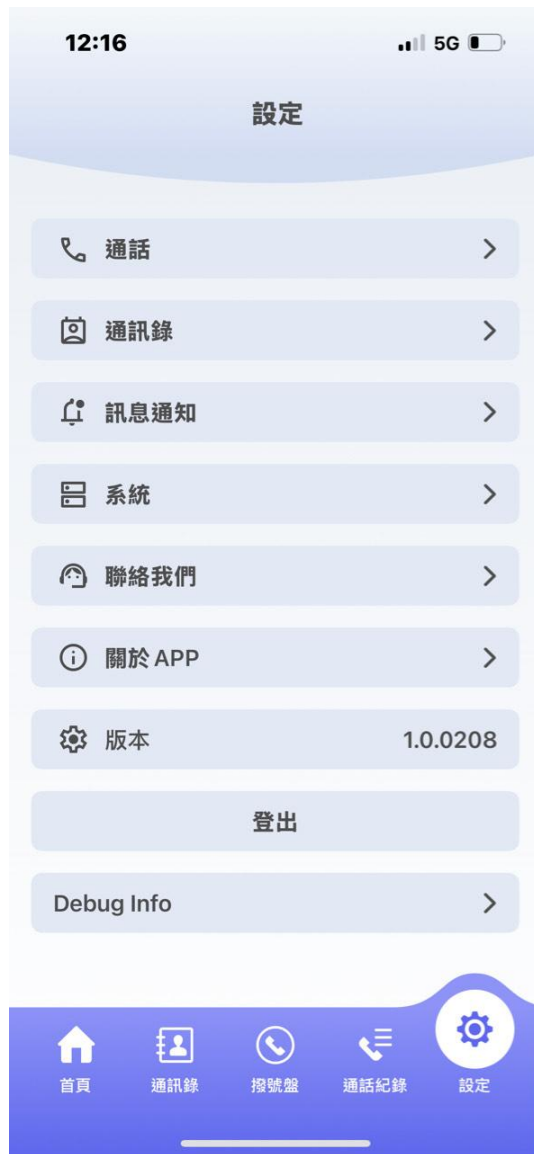 12:16
5G
設定
通話
通訊錄
訊息通知
系統
聯絡我們
關於 APP
版本
1.0.0208
登出
Debug Info
首頁
通訊錄
撥號盤
通話紀錄
設定